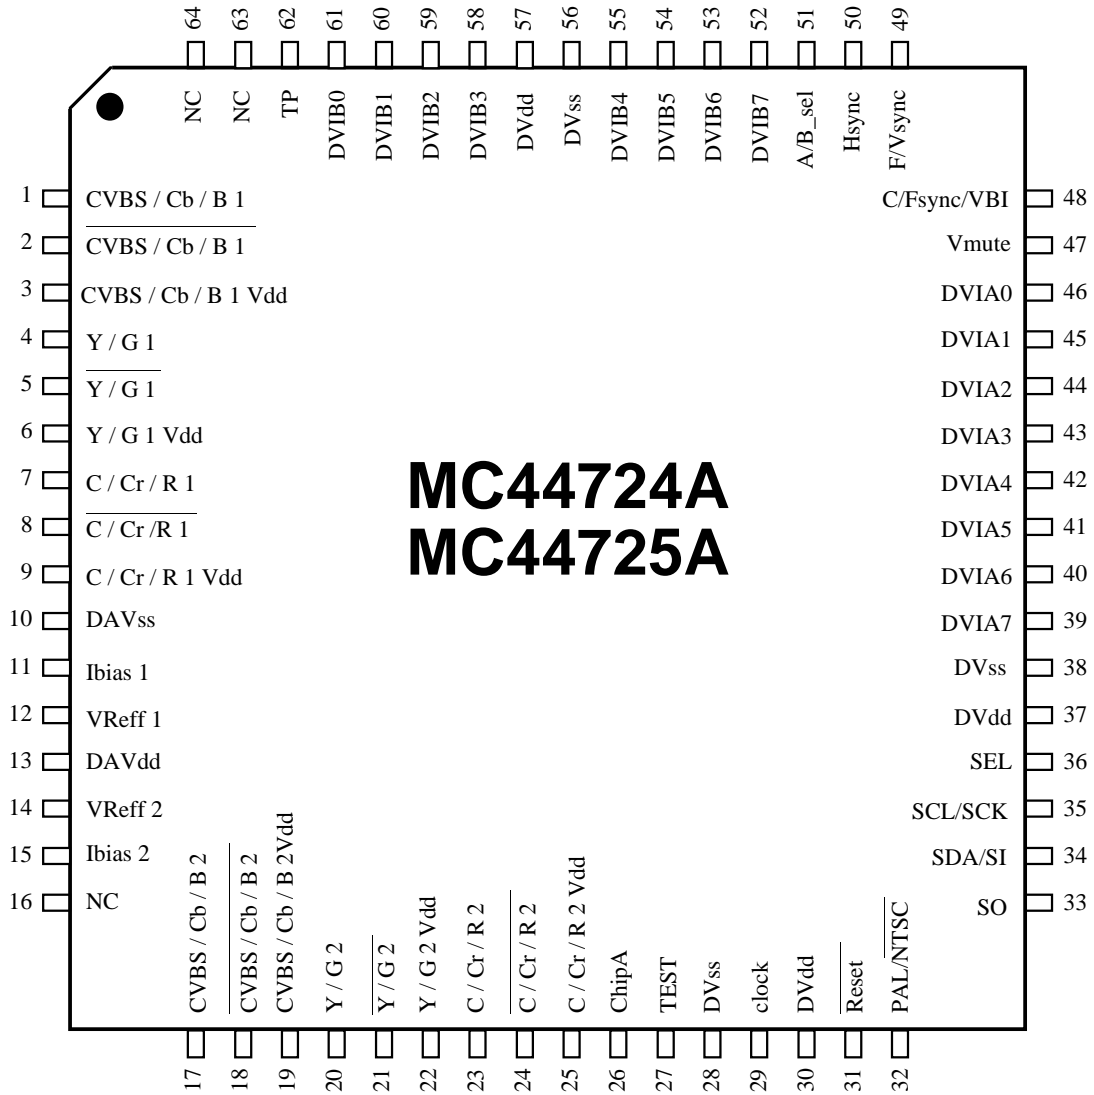 64 63 62 61 60 59 58 57 56 55 54 53 52 51 50 49
NC NC TP DVIB0 DVIB1 DVIB2 DVIB3 DVdd DVss DVIB4 DVIB5 DVIB6 DVIB7 A/B_sel Hsync F/Vsync
1 CVBS / Cb / B 1
2 CVBS / Cb / B 1
3 CVBS / Cb / B 1 Vdd
4 Y / G 1
5 Y / G 1
6 Y / G 1 Vdd
7 C / Cr / R 1
8 C / Cr /R 1
9 C / Cr / R 1 Vdd
10 DAVss
11 Ibias 1
12 VReff 1
13 DAVdd
14 VReff 2
15 Ibias 2
16 NC
MC44724A
MC44725A
C/Fsync/VBI 48
Vmute 47
DVIA0 46
DVIA1 45
DVIA2 44
DVIA3 43
DVIA4 42
DVIA5 41
DVIA6 40
DVIA7 39
DVss 38
DVdd 37
SEL 36
SCL/SCK 35
SDA/SI 34
SO 33
CVBS / Cb / B 2
CVBS / Cb / B 2
CVBS / Cb / B 2Vdd
Y / G 2
Y / G 2
Y / G 2 Vdd
C / Cr / R 2
C / Cr / R 2
C / Cr / R 2 Vdd
ChipA
TEST
DVss
clock
DVdd
Reset
PAL/NTSC
17 18 19 20 21 22 23 24 25 26 27 28 29 30 31 32